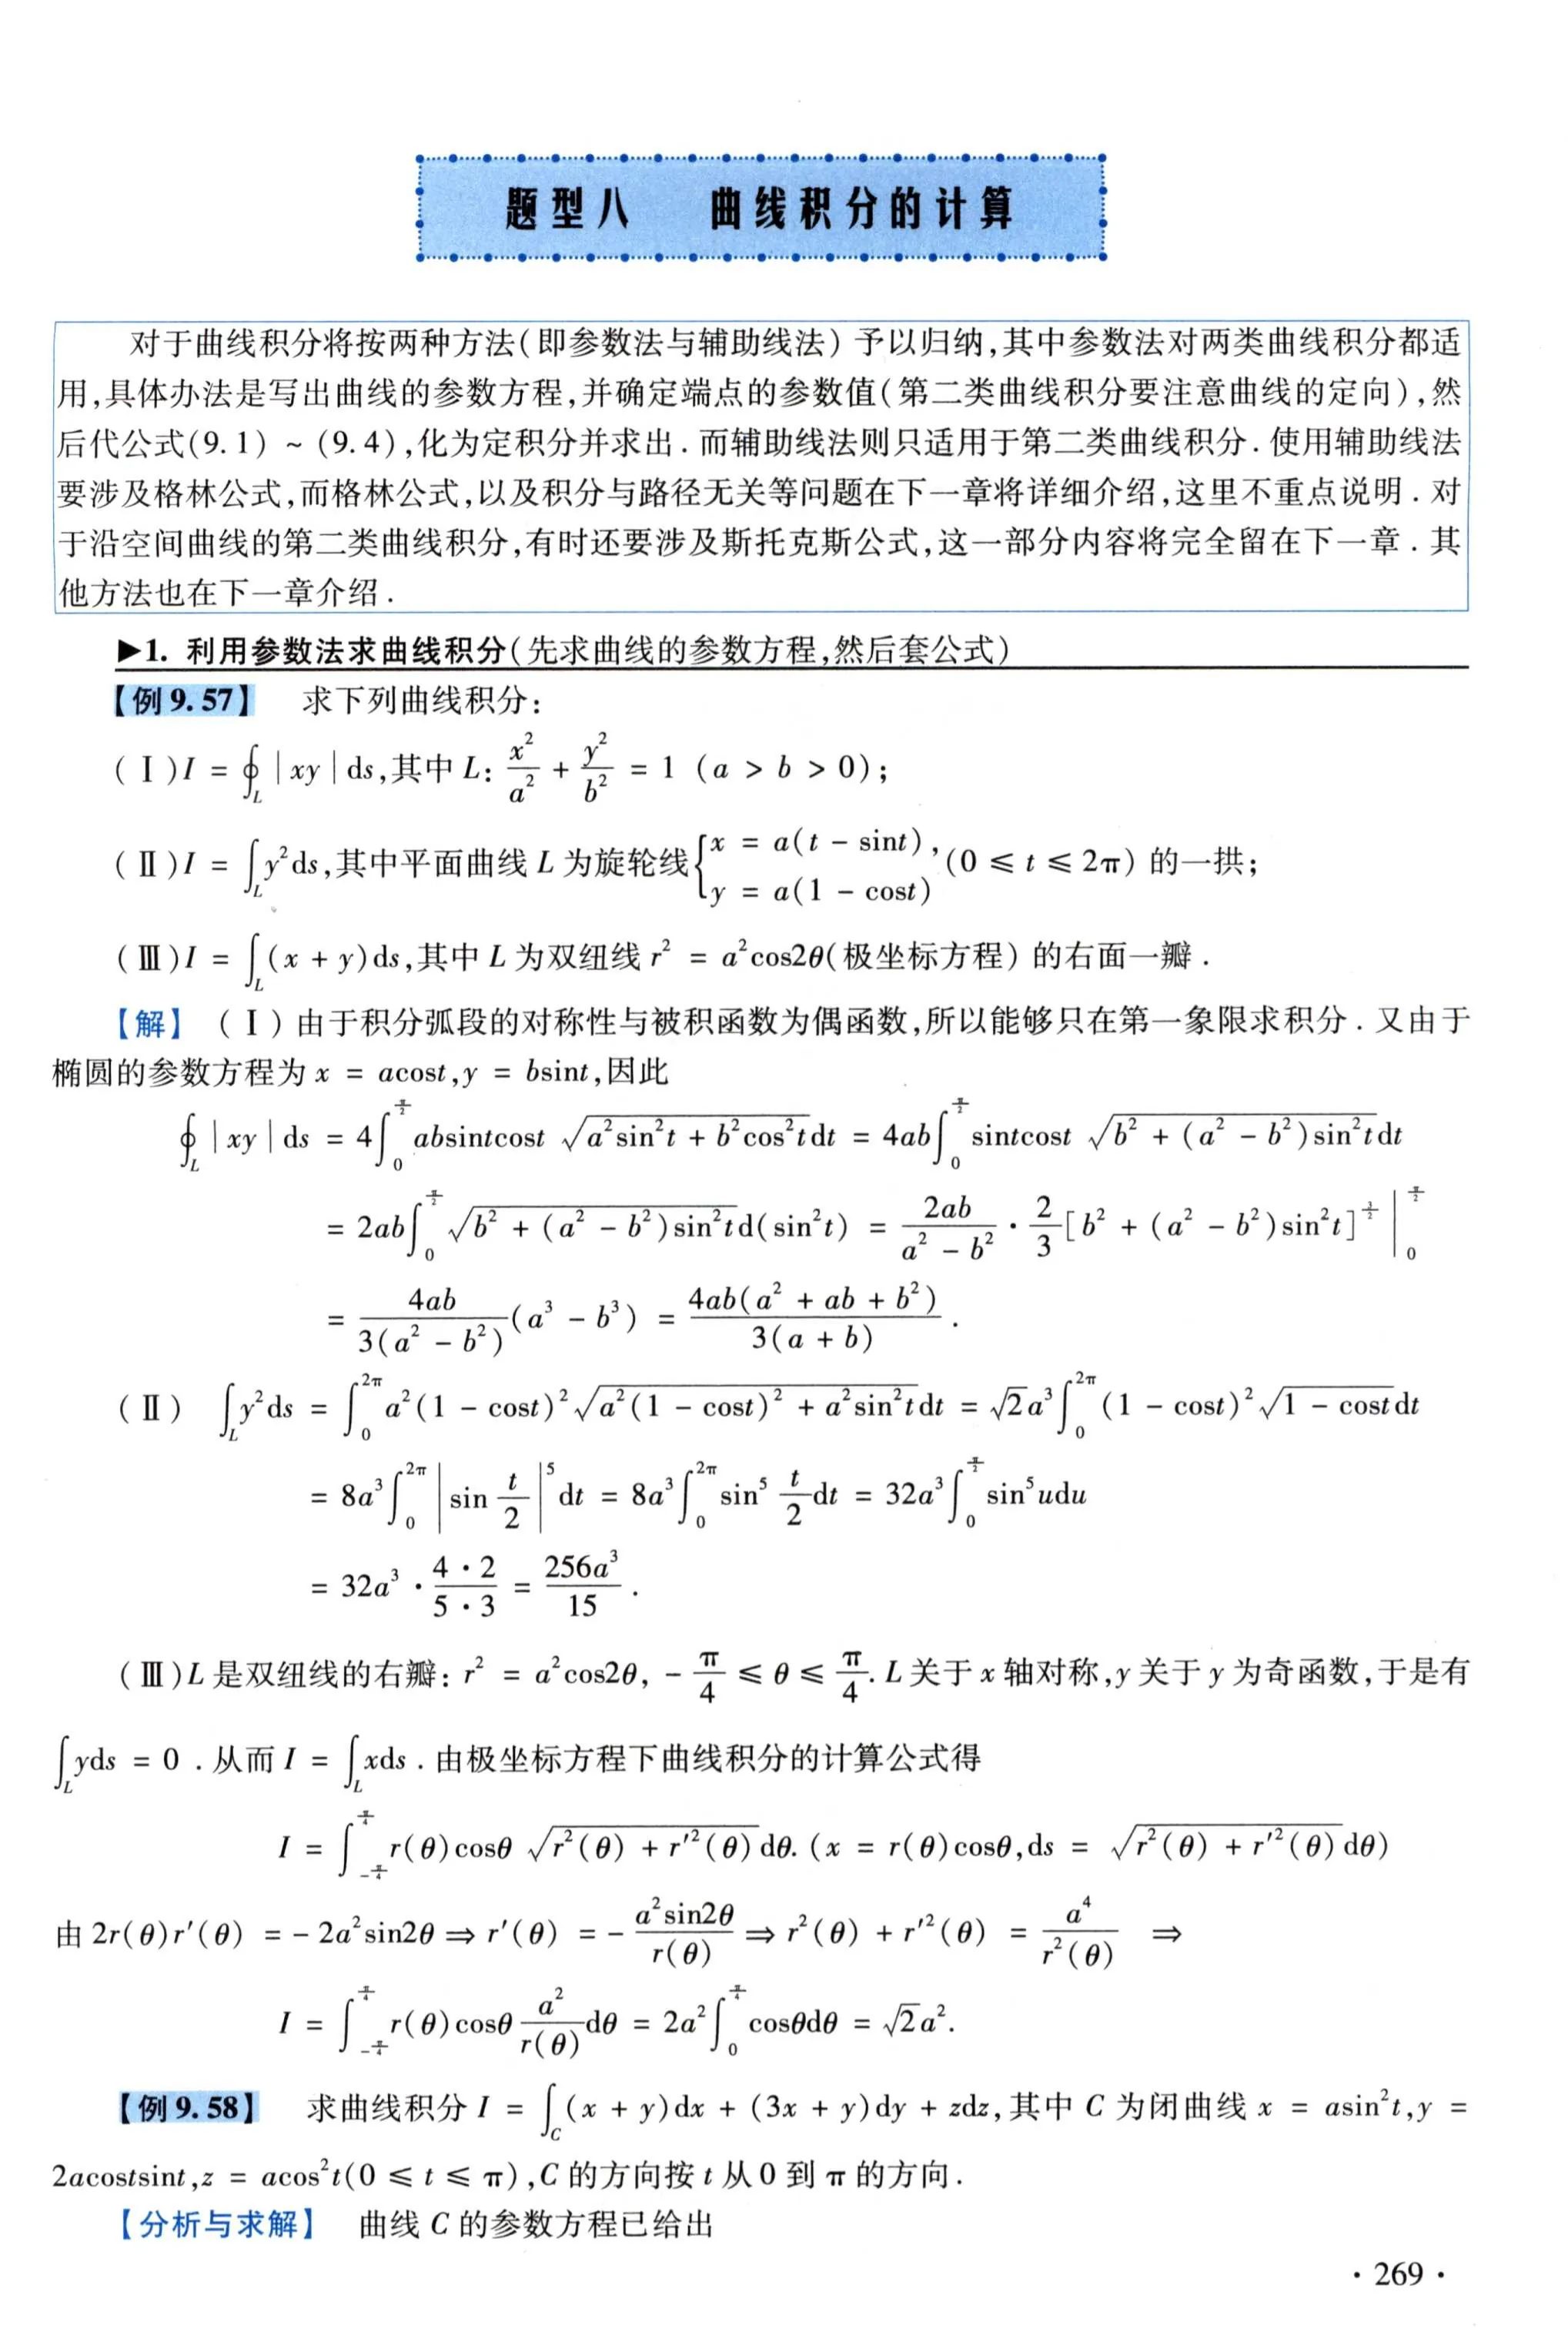 题型八 曲线积分的计算
对于曲线积分将按两种方法(即参数法与辅助线法)予以归纳,其中参数法对两类曲线积分都适
用,具体办法是写出曲线的参数方程,并确定端点的参数值(第二类曲线积分要注意曲线的定向),然
后代公式(9.1) ~ (9.4),化为定积分并求出.而辅助线法则只适用于第二类曲线积分.使用辅助线法
要涉及格林公式,而格林公式,以及积分与路径无关等问题在下一章将详细介绍,这里不重点说明.对
于沿空间曲线的第二类曲线积分,有时还要涉及斯托克斯公式,这一部分内容将完全留在下一章.其
他方法也在下一章介绍.
▶1. 利用参数法求曲线积分(先求曲线的参数方程,然后套公式)
【例9.57】 求下列曲线积分:
(Ⅰ)$I = \oint_L |xy| ds$,其中 $L: \frac{x^2}{a^2} + \frac{y^2}{b^2} = 1 (a > b > 0)$;
(Ⅱ)$I = \int_L y^2 ds$,其中平面曲线 L 为旋轮线$\begin{cases} x = a(t - \sin t), \\ y = a(1 - \cos t) \end{cases}$$(0 \leq t \leq 2\pi)$ 的一拱;
(Ⅲ)$I = \int_L (x + y) ds$,其中 L 为双纽线 $r^2 = a^2\cos 2\theta$(极坐标方程)的右面一瓣.
【解】 (Ⅰ)由于积分弧段的对称性与被积函数为偶函数,所以能够只在第一象限求积分.又由于
椭圆的参数方程为 $x = a\cos t, y = b\sin t$,因此
$\oint_L |xy| ds = 4\int_0^{\frac{\pi}{2}} ab\sin t\cos t \sqrt{a^2\sin^2 t + b^2\cos^2 t} dt = 4ab\int_0^{\frac{\pi}{2}} \sin t\cos t \sqrt{b^2 + (a^2 - b^2)\sin^2 t} dt$
$= 2ab\int_0^{\frac{\pi}{2}} \sqrt{b^2 + (a^2 - b^2)\sin^2 t} d(\sin^2 t) = \frac{2ab}{a^2 - b^2} \cdot \frac{2}{3}[b^2 + (a^2 - b^2)\sin^2 t]^{\frac{3}{2}} \Big|_0^{\frac{\pi}{2}}$
$= \frac{4ab}{3(a^2 - b^2)}(a^3 - b^3) = \frac{4ab(a^2 + ab + b^2)}{3(a + b)}.$
(Ⅱ) $\int_L y^2 ds = \int_0^{2\pi} a^2(1 - \cos t)^2 \sqrt{a^2(1 - \cos t)^2 + a^2\sin^2 t} dt = \sqrt{2}a^3\int_0^{2\pi} (1 - \cos t)^2 \sqrt{1 - \cos t} dt$
$= 8a^3\int_0^{2\pi} \left|\sin\frac{t}{2}\right|^5 dt = 8a^3\int_0^{2\pi} \sin^5\frac{t}{2} dt = 32a^3\int_0^{\frac{\pi}{2}} \sin^5 u du$
$= 32a^3 \cdot \frac{4 \cdot 2}{5 \cdot 3} = \frac{256a^3}{15}.$
(Ⅲ)L 是双纽线的右瓣: $r^2 = a^2\cos 2\theta, -\frac{\pi}{4} \leq \theta \leq \frac{\pi}{4}$. L 关于 x 轴对称,y 关于 y 为奇函数,于是有
$\int_L y ds = 0$.从而 $I = \int_L x ds$.由极坐标方程下曲线积分的计算公式得
$I = \int_{-\frac{\pi}{4}}^{\frac{\pi}{4}} r(\theta)\cos\theta \sqrt{r^2(\theta) + r'^2(\theta)} d\theta. (x = r(\theta)\cos\theta, ds = \sqrt{r^2(\theta) + r'^2(\theta)} d\theta)$
由 $2r(\theta)r'(\theta) = -2a^2\sin 2\theta \Rightarrow r'(\theta) = -\frac{a^2\sin 2\theta}{r(\theta)} \Rightarrow r^2(\theta) + r'^2(\theta) = \frac{a^4}{r^2(\theta)} \Rightarrow$
$I = \int_{-\frac{\pi}{4}}^{\frac{\pi}{4}} r(\theta)\cos\theta \frac{a^2}{r(\theta)} d\theta = 2a^2\int_0^{\frac{\pi}{4}} \cos\theta d\theta = \sqrt{2}a^2.$
【例9.58】 求曲线积分 $I = \int_C (x + y)dx + (3x + y)dy + zdz$,其中 C 为闭曲线 $x = a\sin^2 t, y =$
$2a\cos t\sin t, z = a\cos^2 t (0 \leq t \leq \pi)$,C 的方向按 t 从 0 到 π 的方向.
【分析与求解】 曲线 C 的参数方程已给出
· 269 ·